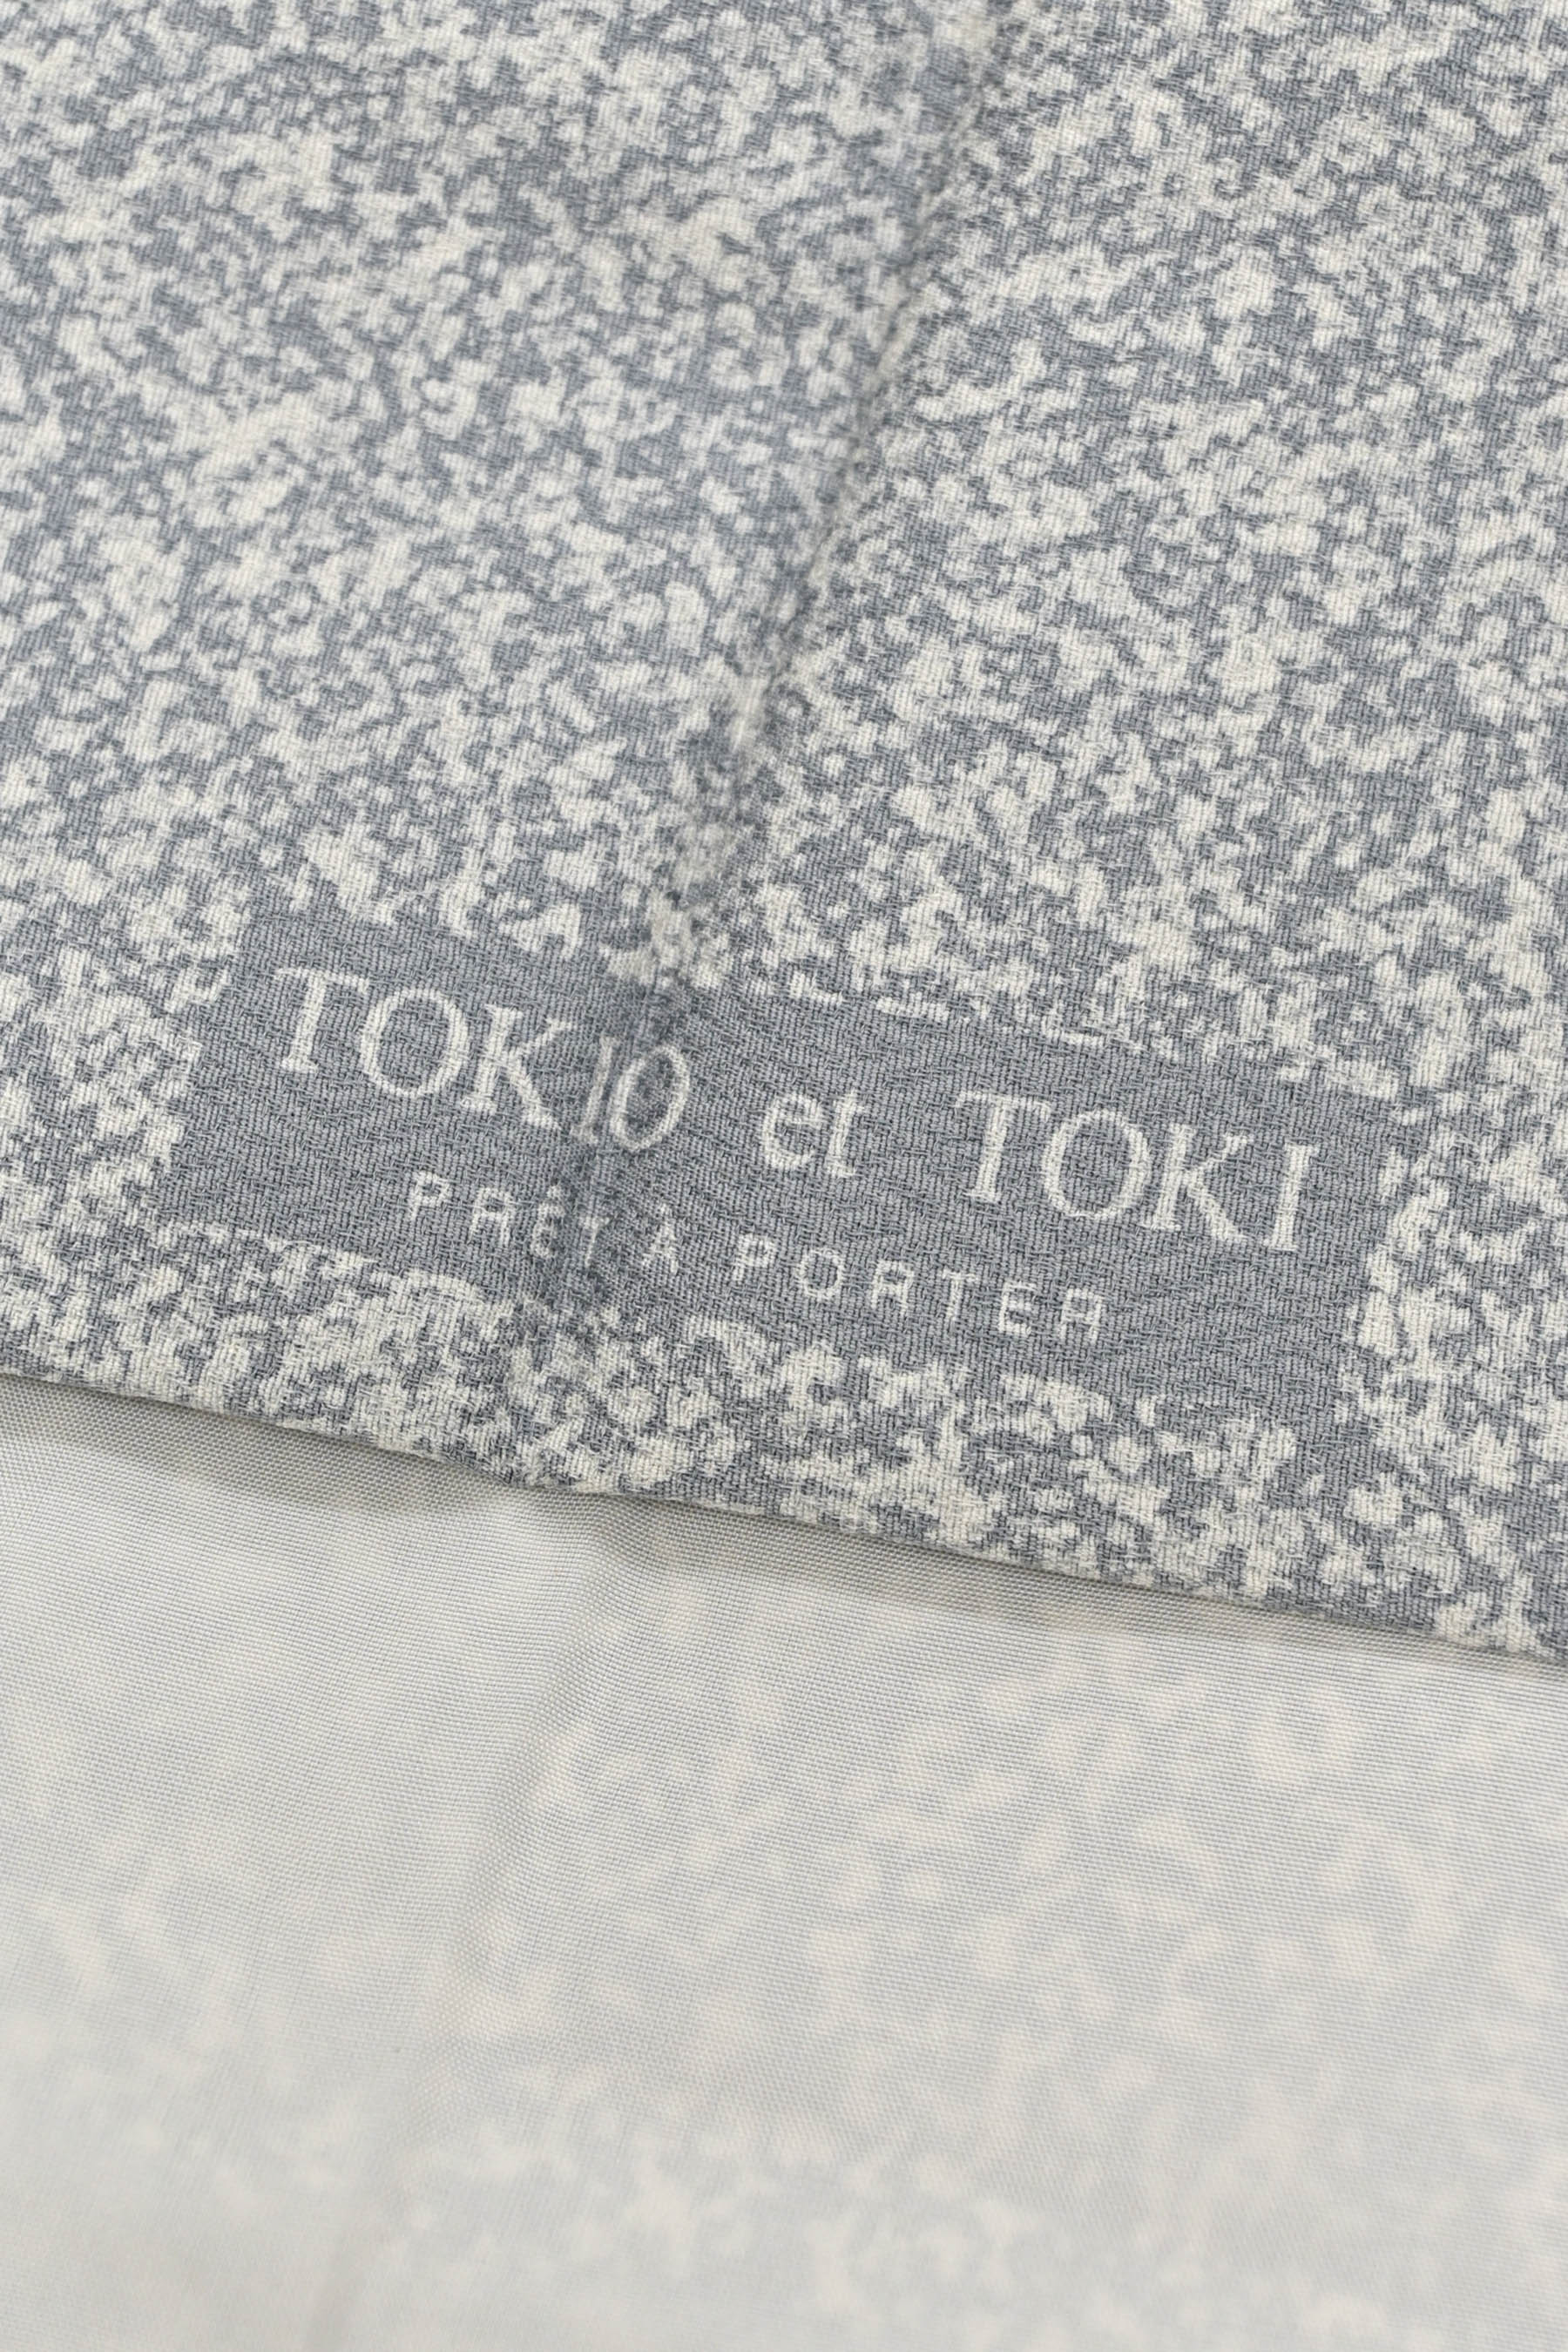 TOKIO et TOKI
PRÊT À PORTER